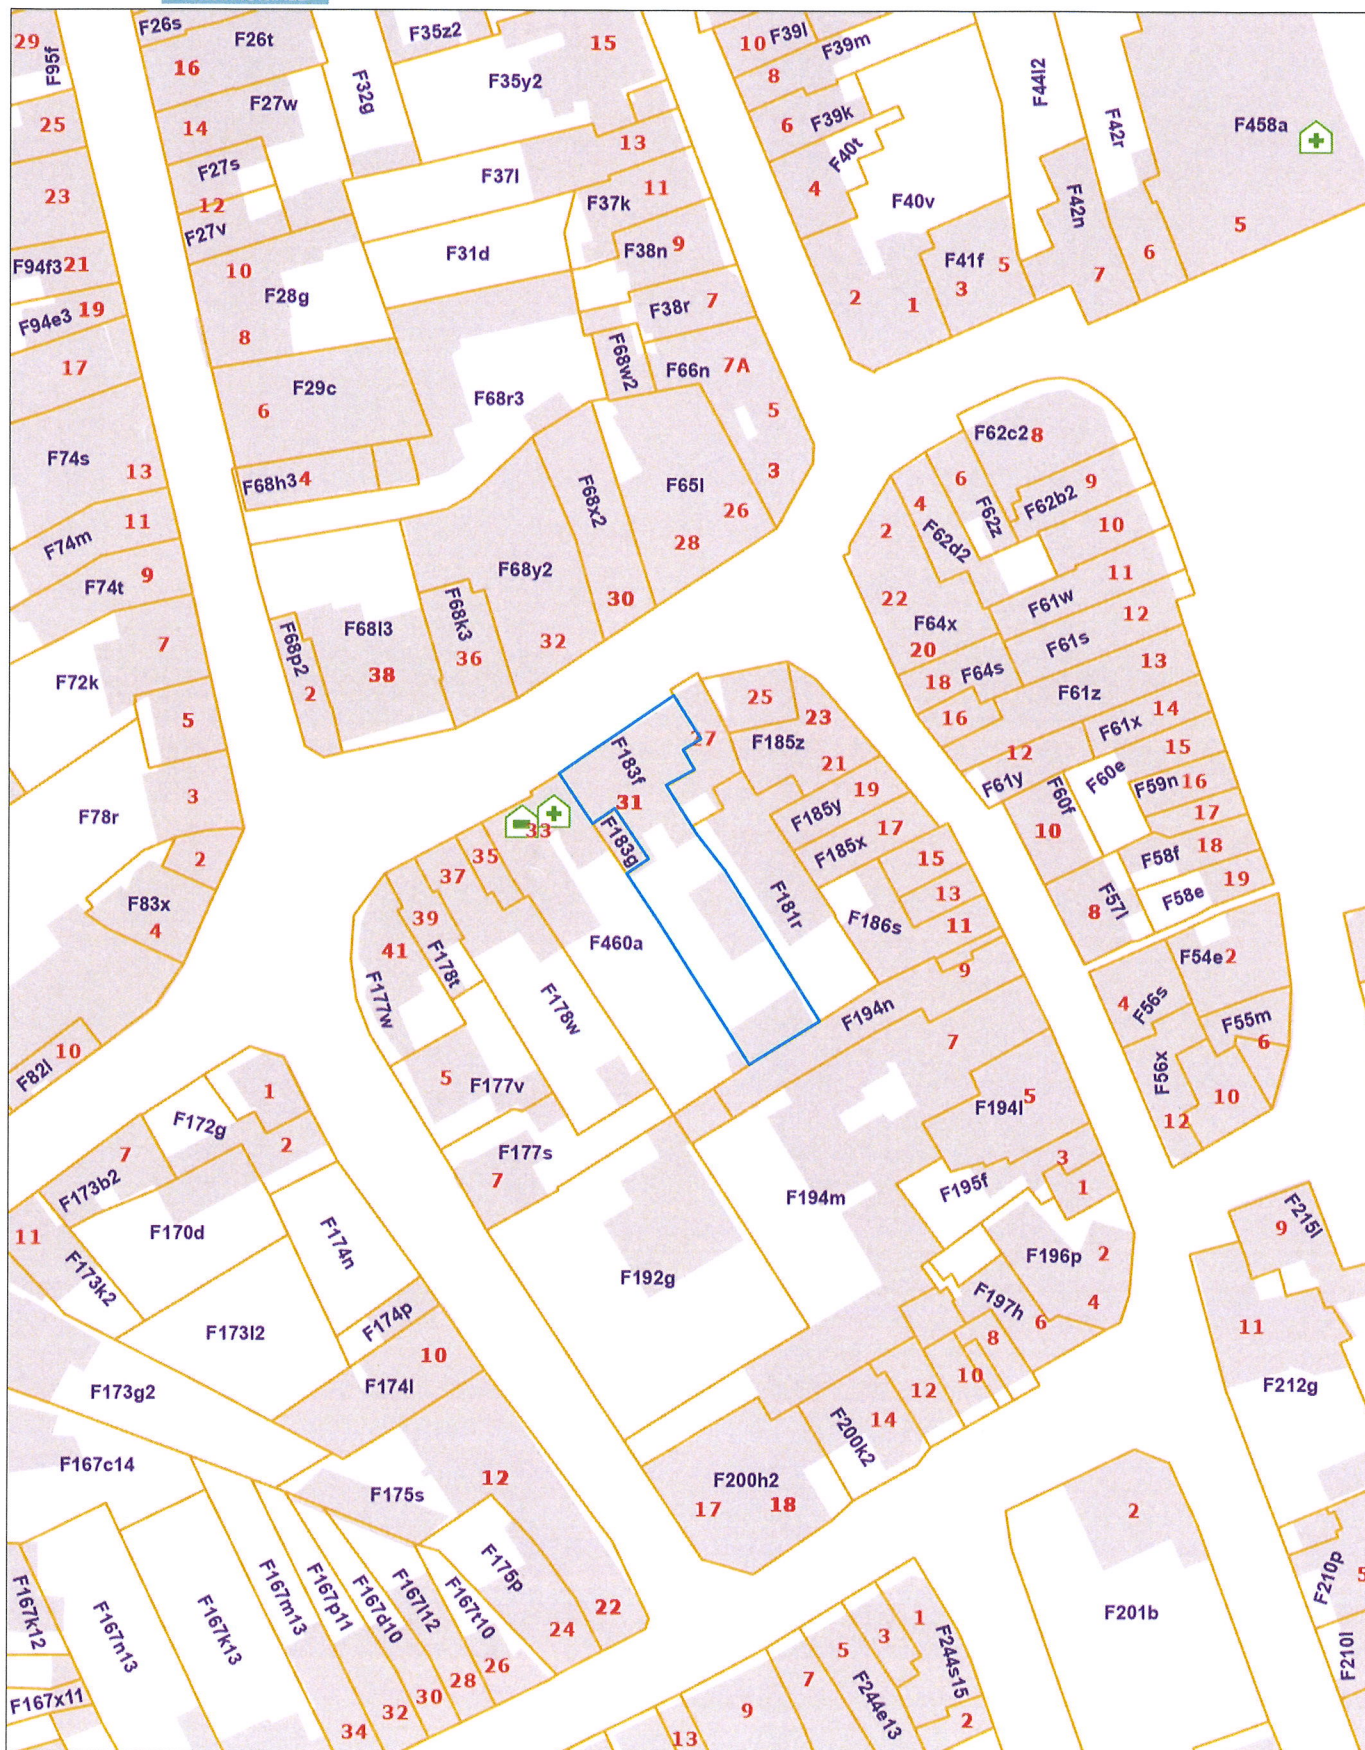 29
F95f
F26s
F26t
16
F35z2
15
10
F39l
F39m
8
F44l2
F42r
F458a
5
25
F27w
14
F32g
F35y2
13
6
F39k
F40t
4
F40v
F42n
23
F27s
12
F27v
F37l
F37k
11
F94f3
21
10
F28g
8
F31d
F38n
9
F38r
7
2
1
F41f
5
3
7
6
F94e3
19
17
F29c
6
F68r3
F68w2
F66n
7A
5
3
F74s
13
F68h3
4
F68x2
F65l
26
28
F62c2
8
6
F62z
F62b2
9
10
4
F62d2
2
F74m
11
F74t
9
F68y2
30
32
22
F64x
20
F61w
11
12
F61s
7
F72k
F68p2
2
F68l3
38
F68k3
36
18
F64s
16
F61z
13
5
25
23
F185z
21
27
F183f
31
F183g
F61x
14
12
F61y
15
3
F78r
33
35
37
F185y
19
F185x
17
F60f
F60e
10
F59n
16
17
2
F83x
4
39
41
F178t
F177w
F460a
F178w
F181r
15
13
F186s
11
9
F58f
18
F57l
8
F58e
19
10
F82l
5
F177v
F194n
7
F54e
2
4
F56s
F55m
6
1
F172g
2
7
F173b2
F177s
7
F194l
5
F56x
10
12
11
F173k2
F170d
F174n
F192g
F194m
F195f
3
1
F196p
2
4
F215l
9
F173l2
F174p
10
F174l
F197h
6
8
10
12
11
F212g
F173g2
F167c14
14
F200k2
F175s
12
F200h2
17
18
2
F167k12
F167n13
F167k13
F167m13
F167p11
F167d10
F167l12
F167t10
F175p
24
22
1
3
5
7
F244s15
F244e13
F201b
F210p
5
F210l
F167x11
34
32
30
28
26
9
13
2